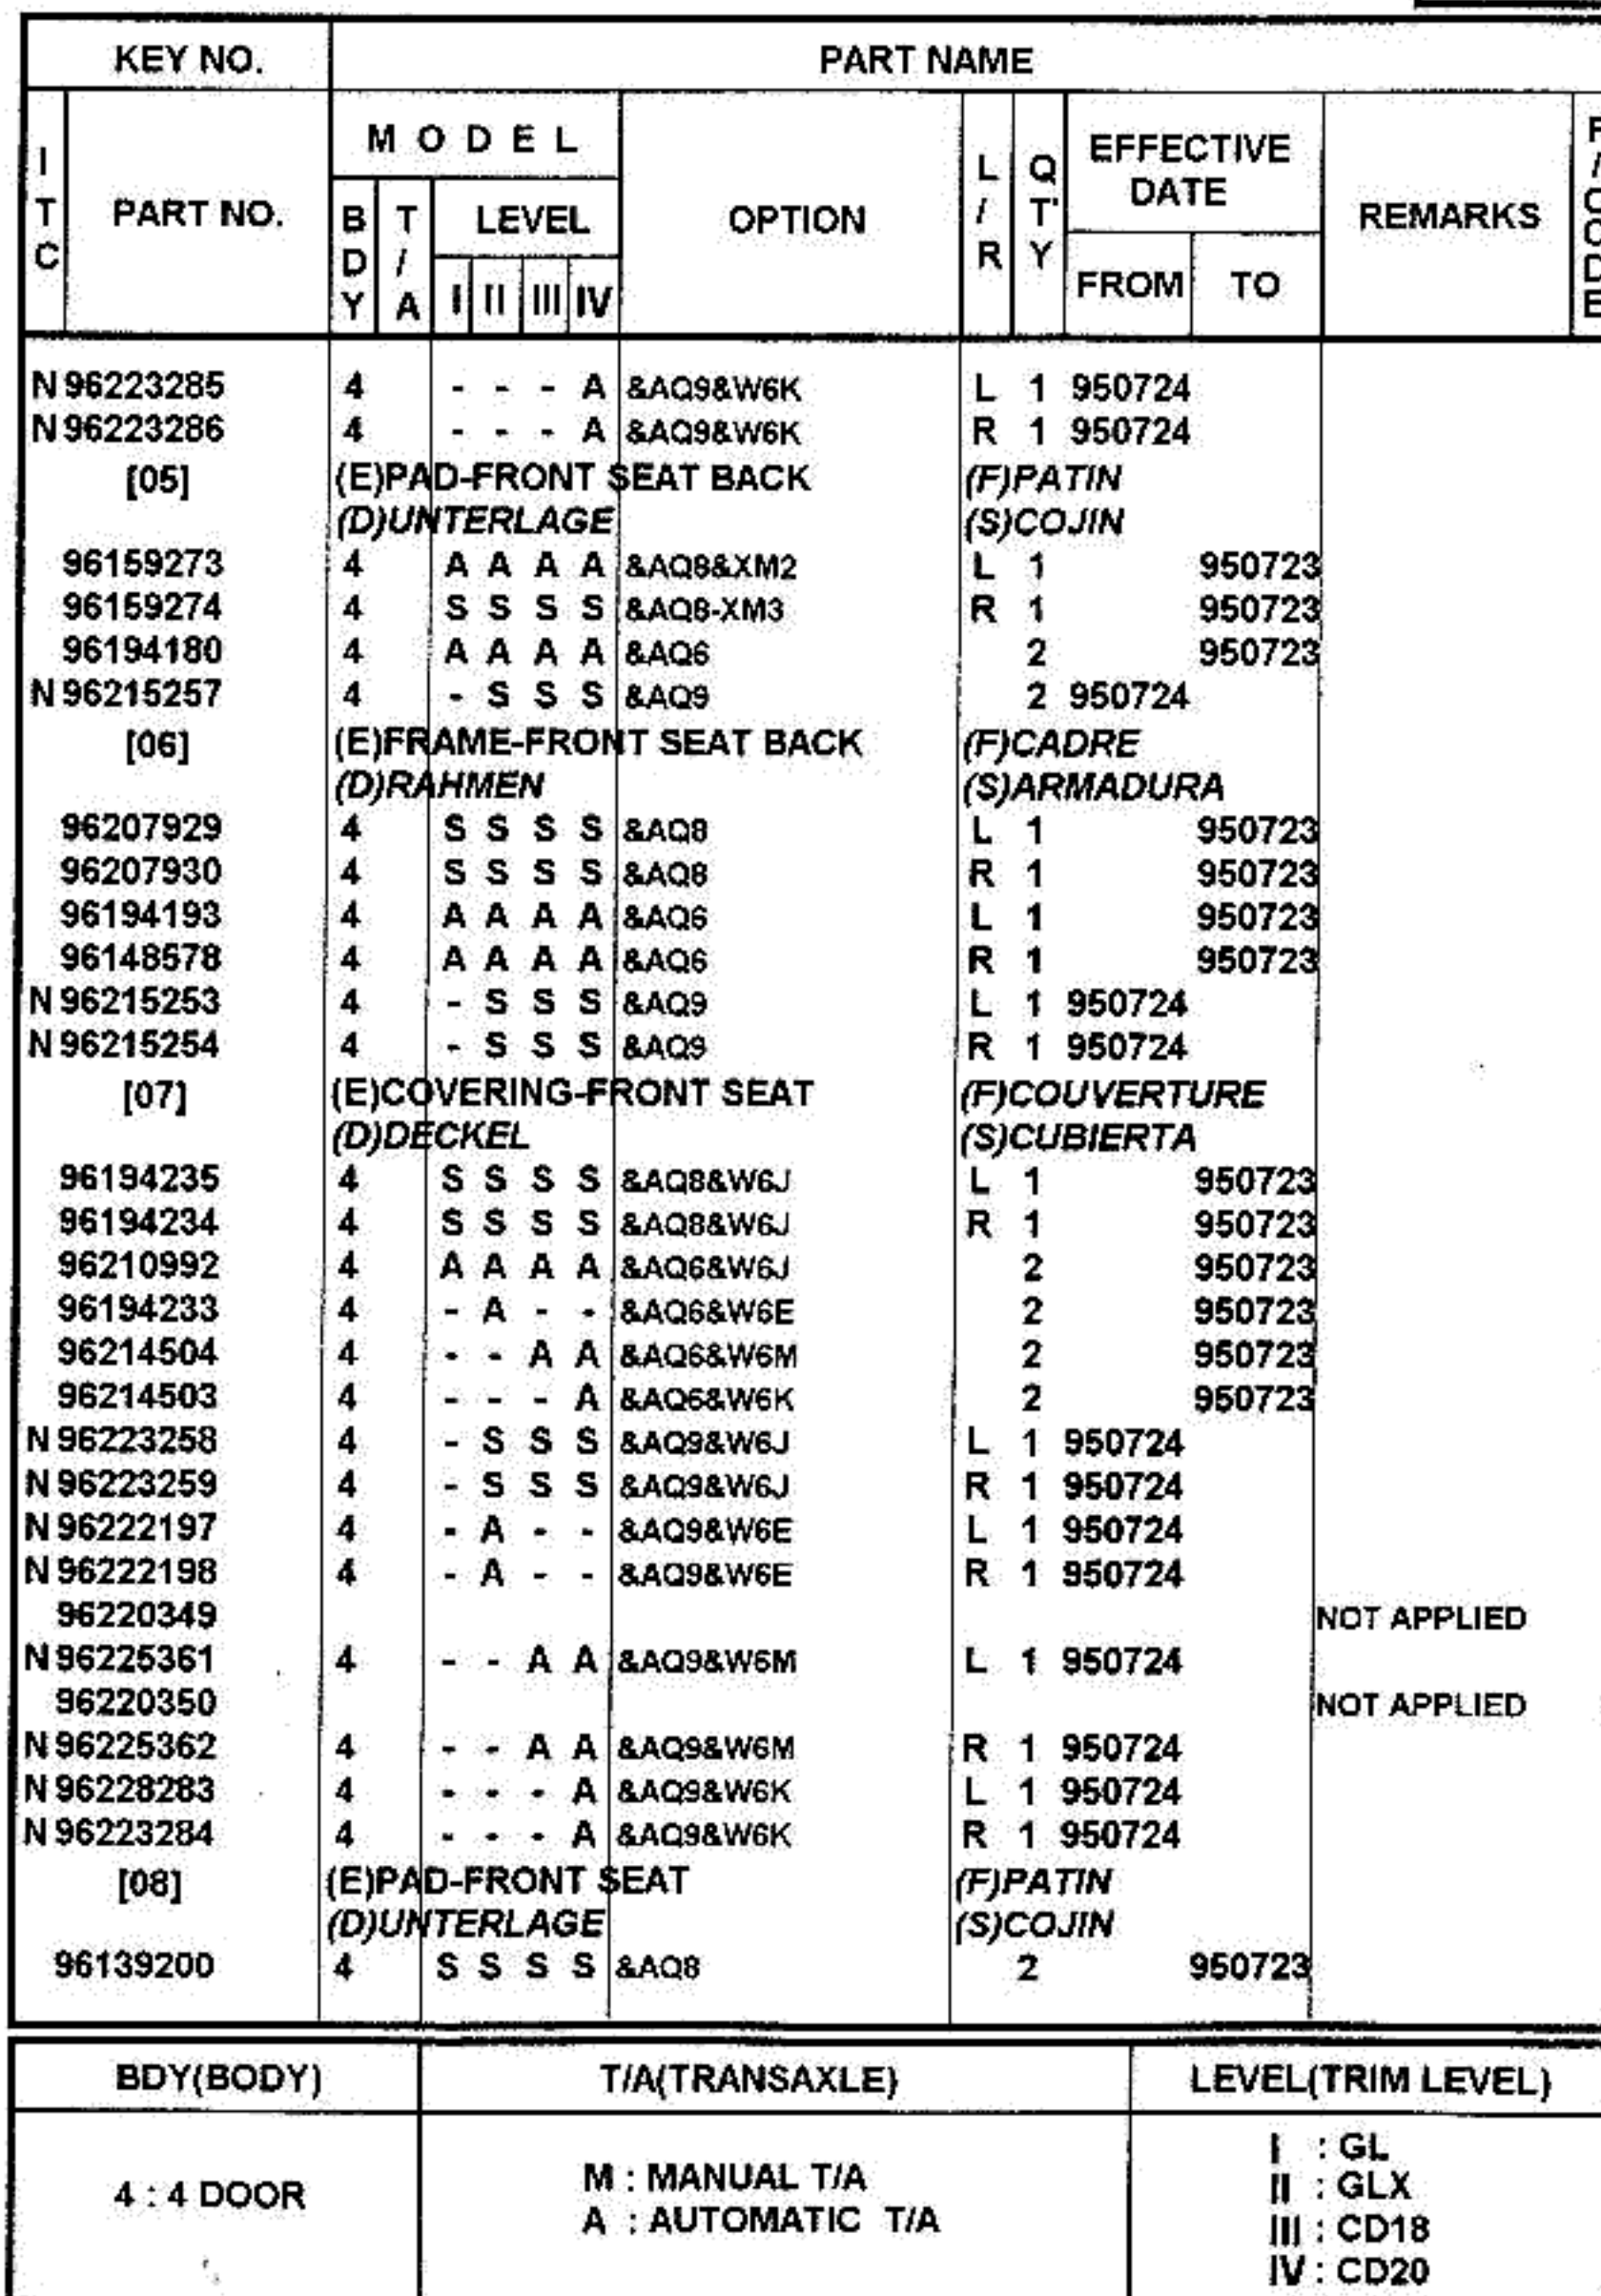 KEY NO. PART NAME
ITC PART NO. MODEL OPTION L/R Q'TY EFFECTIVE DATE REMARKS
BDY T/A LEVEL FROM TO
I II III IV
N 96223285 4 - - - A &AQ9&W6K L 1 950724
N 96223286 4 - - - A &AQ9&W6K R 1 950724
[05] (E)PAD-FRONT SEAT BACK (F)PATIN
(D)UNTERLAGE (S)COJIN
96159273 4 A A A A &AQ8&XM2 L 1 950723
96159274 4 S S S S &AQ8-XM3 R 1 950723
96194180 4 A A A A &AQ6 2 950723
N 96215257 4 - S S S &AQ9 2 950724
[06] (E)FRAME-FRONT SEAT BACK (F)CADRE
(D)RAHMEN (S)ARMADURA
96207929 4 S S S S &AQ8 L 1 950723
96207930 4 S S S S &AQ8 R 1 950723
96194193 4 A A A A &AQ6 L 1 950723
96148578 4 A A A A &AQ6 R 1 950723
N 96215253 4 - S S S &AQ9 L 1 950724
N 96215254 4 - S S S &AQ9 R 1 950724
[07] (E)COVERING-FRONT SEAT (F)COUVERTURE
(D)DECKEL (S)CUBIERTA
96194235 4 S S S S &AQ8&W6J L 1 950723
96194234 4 S S S S &AQ8&W6J R 1 950723
96210992 4 A A A A &AQ6&W6J 2 950723
96194233 4 - A - - &AQ6&W6E 2 950723
96214504 4 - - A A &AQ6&W6M 2 950723
96214503 4 - - - A &AQ6&W6K 2 950723
N 96223258 4 - S S S &AQ9&W6J L 1 950724
N 96223259 4 - S S S &AQ9&W6J R 1 950724
N 96222197 4 - A - - &AQ9&W6E L 1 950724
N 96222198 4 - A - - &AQ9&W6E R 1 950724
96220349 NOT APPLIED
N 96225361 4 - - A A &AQ9&W6M L 1 950724
96220350 NOT APPLIED
N 96225362 4 - - A A &AQ9&W6M R 1 950724
N 96228283 4 - - - A &AQ9&W6K L 1 950724
N 96223284 4 - - - A &AQ9&W6K R 1 950724
[08] (E)PAD-FRONT SEAT (F)PATIN
(D)UNTERLAGE (S)COJIN
96139200 4 S S S S &AQ8 2 950723
BDY(BODY) T/A(TRANSAXLE) LEVEL(TRIM LEVEL)
4 : 4 DOOR
M : MANUAL T/A
A : AUTOMATIC T/A
I : GL
II : GLX
III : CD18
IV : CD20